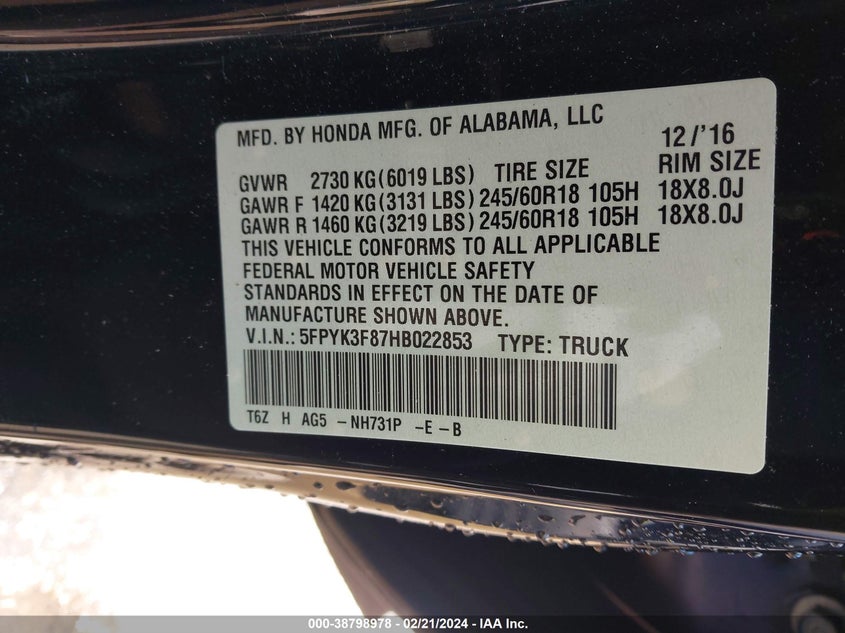 MFD. BY HONDA MFG. OF ALABAMA, LLC 12/'16
GVWR 2730 KG(6019 LBS) TIRE SIZE RIM SIZE
GAWR F 1420 KG(3131 LBS) 245/60R18 105H 18X8.0J
GAWR R 1460 KG(3219 LBS) 245/60R18 105H 18X8.0J
THIS VEHICLE CONFORMS TO ALL APPLICABLE
FEDERAL MOTOR VEHICLE SAFETY
STANDARDS IN EFFECT ON THE DATE OF
MANUFACTURE SHOWN ABOVE.
V.I.N.: 5FPYK3F87HB022853 TYPE: TRUCK
T6Z H AG5 -NH731P -E -B
000-38798978 - 02/21/2024 - IAA Inc.